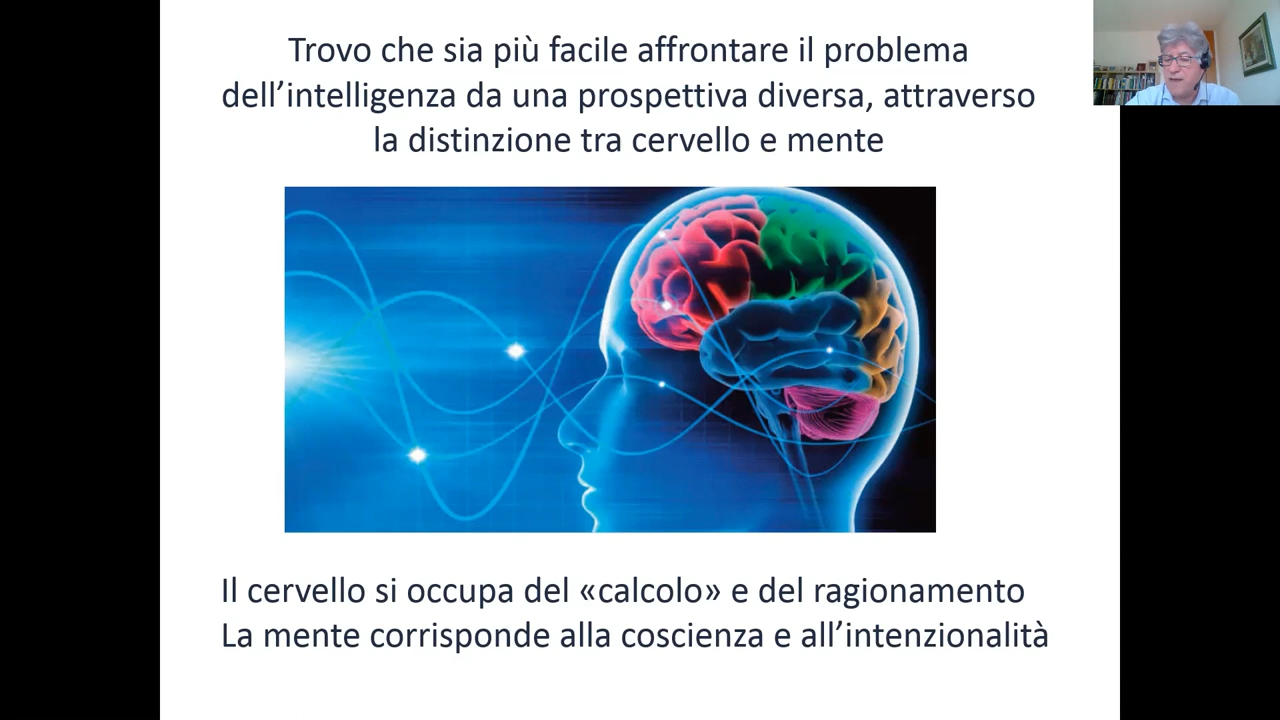 Trovo che sia più facile affrontare il problema
dell’intelligenza da una prospettiva diversa, attraverso
la distinzione tra cervello e mente
Il cervello si occupa del «calcolo» e del ragionamento
La mente corrisponde alla coscienza e all’intenzionalità